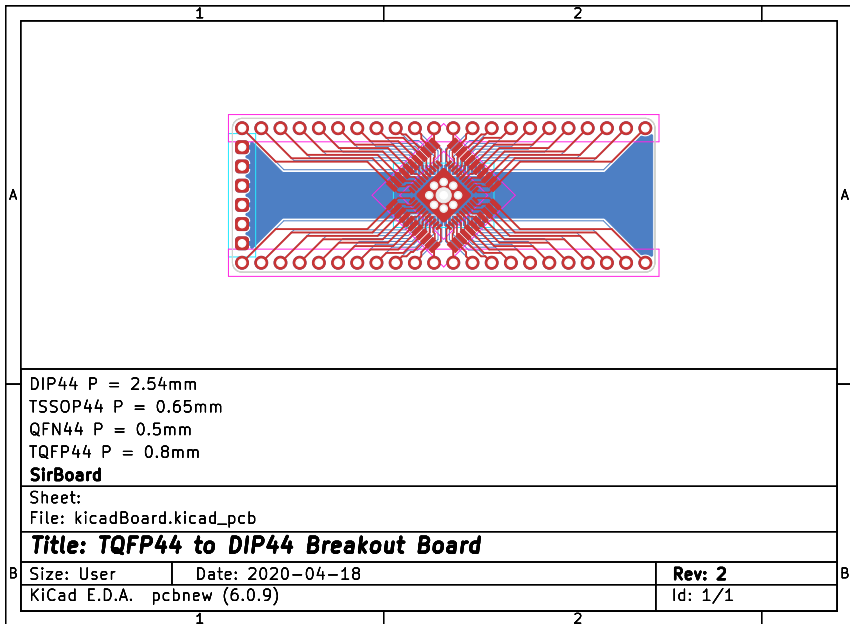 1 2
A A
DIP44 P = 2.54mm
TSSOP44 P = 0.65mm
QFN44 P = 0.5mm
TQFP44 P = 0.8mm
SirBoard
Sheet:
File: kicadBoard.kicad_pcb
Title: TQFP44 to DIP44 Breakout Board
B Size: User Date: 2020-04-18 Rev: 2 B
KiCad E.D.A. pcbnew (6.0.9) Id: 1/1
1 2